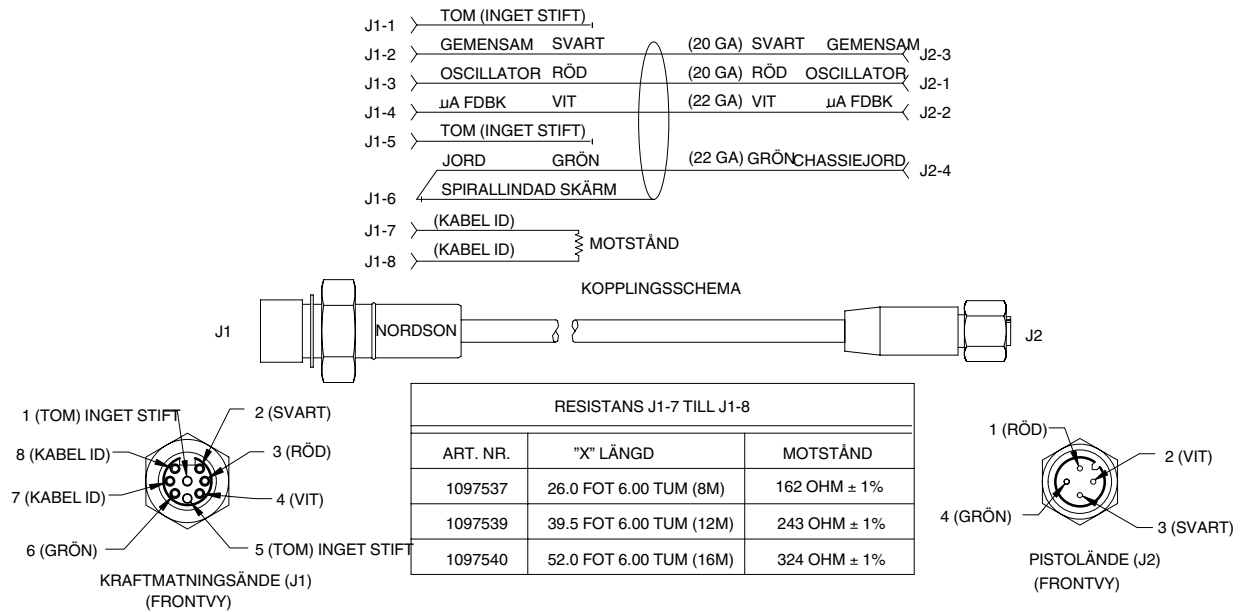 J1-1 TOM (INGET STIFT)
J1-2 GEMENSAM SVART (20 GA) SVART GEMENSAM J2-3
J1-3 OSCILLATOR RÖD (20 GA) RÖD OSCILLATOR J2-1
J1-4 µA FDBK VIT (22 GA) VIT µA FDBK J2-2
J1-5 TOM (INGET STIFT)
JORD GRÖN (22 GA) GRÖN CHASSIEJORD J2-4
J1-6 SPIRALLINDAD SKÄRM
J1-7 (KABEL ID)
MOTSTÅND
J1-8 (KABEL ID)
KOPPLINGSSCHEMA
J1 NORDSON J2
1 (TOM) INGET STIFT
2 (SVART)
8 (KABEL ID)
3 (RÖD)
7 (KABEL ID)
4 (VIT)
6 (GRÖN)
5 (TOM) INGET STIFT
KRAFTMATNINGSÄNDE (J1)
(FRONTVY)
RESISTANS J1-7 TILL J1-8
ART. NR. "X" LÄNGD MOTSTÅND
1097537 26.0 FOT 6.00 TUM (8M) 162 OHM ± 1%
1097539 39.5 FOT 6.00 TUM (12M) 243 OHM ± 1%
1097540 52.0 FOT 6.00 TUM (16M) 324 OHM ± 1%
1 (RÖD)
2 (VIT)
4 (GRÖN)
3 (SVART)
PISTOLÄNDE (J2)
(FRONTVY)